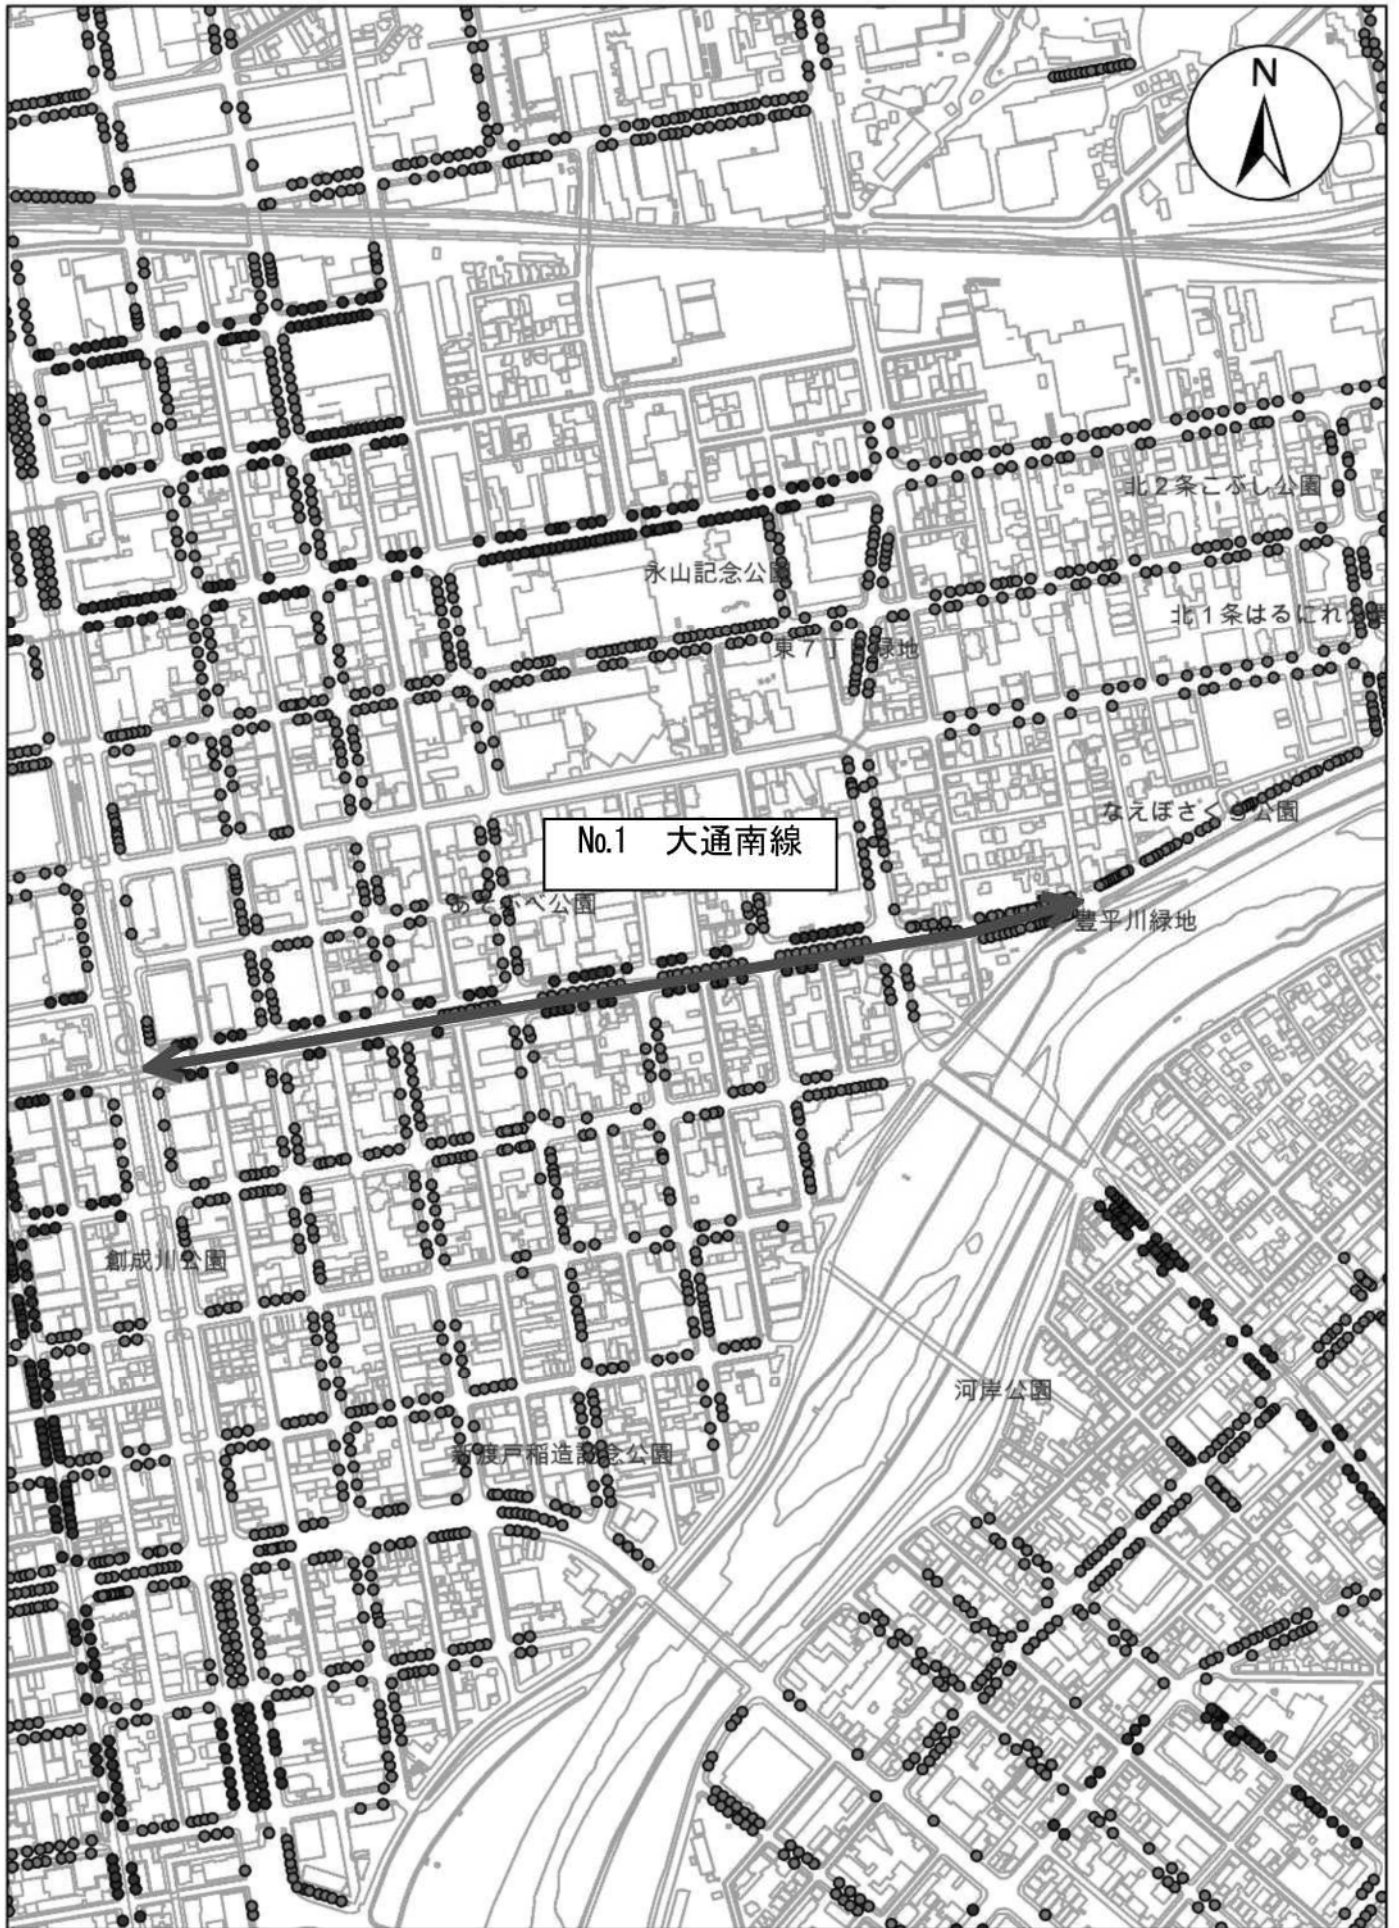 N
北2条こぶし公園
永山記念公園
北1条はるにれ公園
東7丁目緑地
なえぼさくら公園
No.1 大通南線
豊平川緑地
創成川公園
河岸公園
新渡戸稲造記念公園